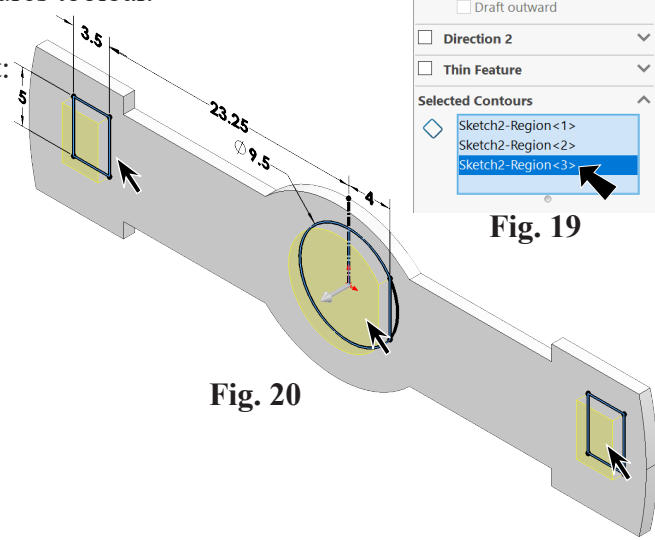 Draft outward
Direction 2
Thin Feature
Selected Contours
Sketch2-Region<1>
Sketch2-Region<2>
Sketch2-Region<3>
Fig. 19
3.5
5
23.25
∅9.5
4
Fig. 20